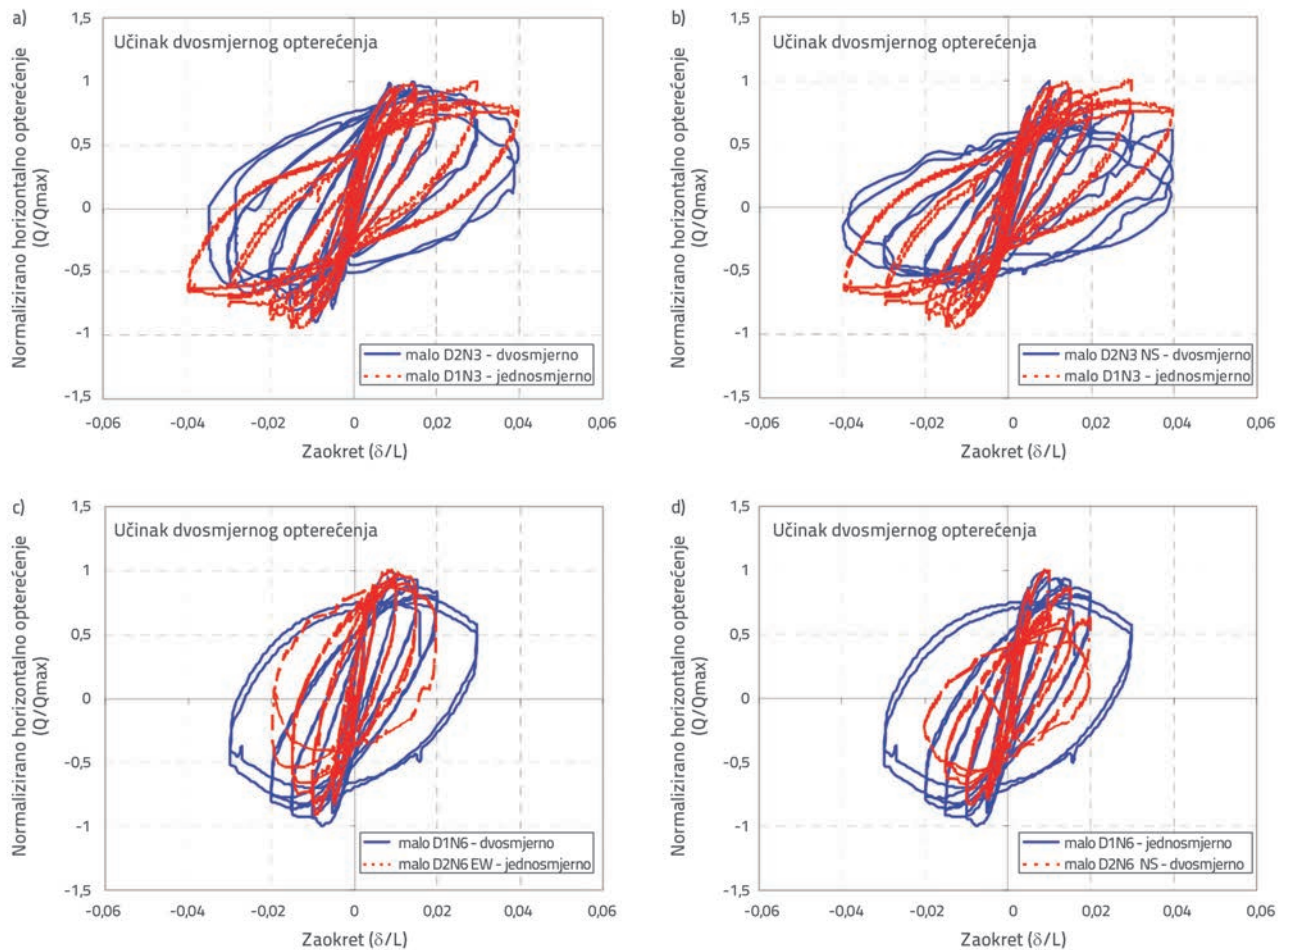 a)
Učinak dvosmjernog opterećenja
Normalizirano horizontalno opterećenje
(Q/Qmax)
1,5
1
0,5
0
-0,5
-1
-1,5
malo D2N3 - dvosmjerno
malo D1N3 - jednosmjerno
-0,06
-0,04
-0,02
0
0,02
0,04
0,06
Zaokret (δ/L)
b)
Učinak dvosmjernog opterećenja
Normalizirano horizontalno opterećenje
(Q/Qmax)
1,5
1
0,5
0
-0,5
-1
-1,5
malo D2N3 NS - dvosmjerno
malo D1N3 - jednosmjerno
-0,06
-0,04
-0,02
0
0,02
0,04
0,06
Zaokret (δ/L)
c)
Učinak dvosmjernog opterećenja
Normalizirano horizontalno opterećenje
(Q/Qmax)
1,5
1
0,5
0
-0,5
-1
-1,5
malo D1N6 - dvosmjerno
malo D2N6 EW - jednosmjerno
-0,06
-0,04
-0,02
0
0,02
0,04
0,06
Zaokret (δ/L)
d)
Učinak dvosmjernog opterećenja
Normalizirano horizontalno opterećenje
(Q/Qmax)
1,5
1
0,5
0
-0,5
-1
-1,5
malo D1N6 - jednosmjerno
malo D2N6 NS - dvosmjerno
-0,06
-0,04
-0,02
0
0,02
0,04
0,06
Zaokret (δ/L)